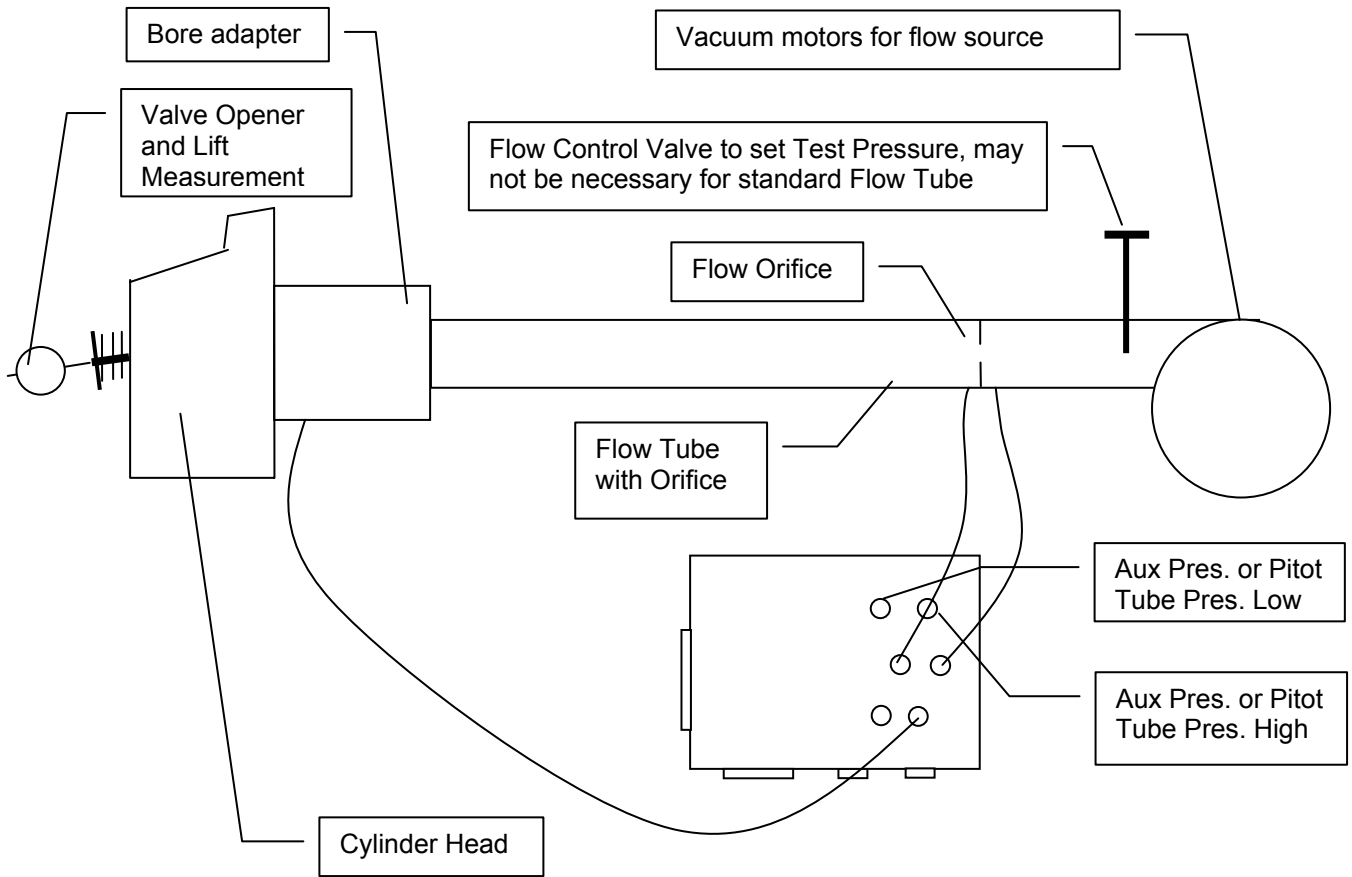 Bore adapter
Vacuum motors for flow source
Valve Opener
and Lift
Measurement
Flow Control Valve to set Test Pressure, may
not be necessary for standard Flow Tube
Flow Orifice
Flow Tube
with Orifice
Aux Pres. or Pitot
Tube Pres. Low
Aux Pres. or Pitot
Tube Pres. High
Cylinder Head